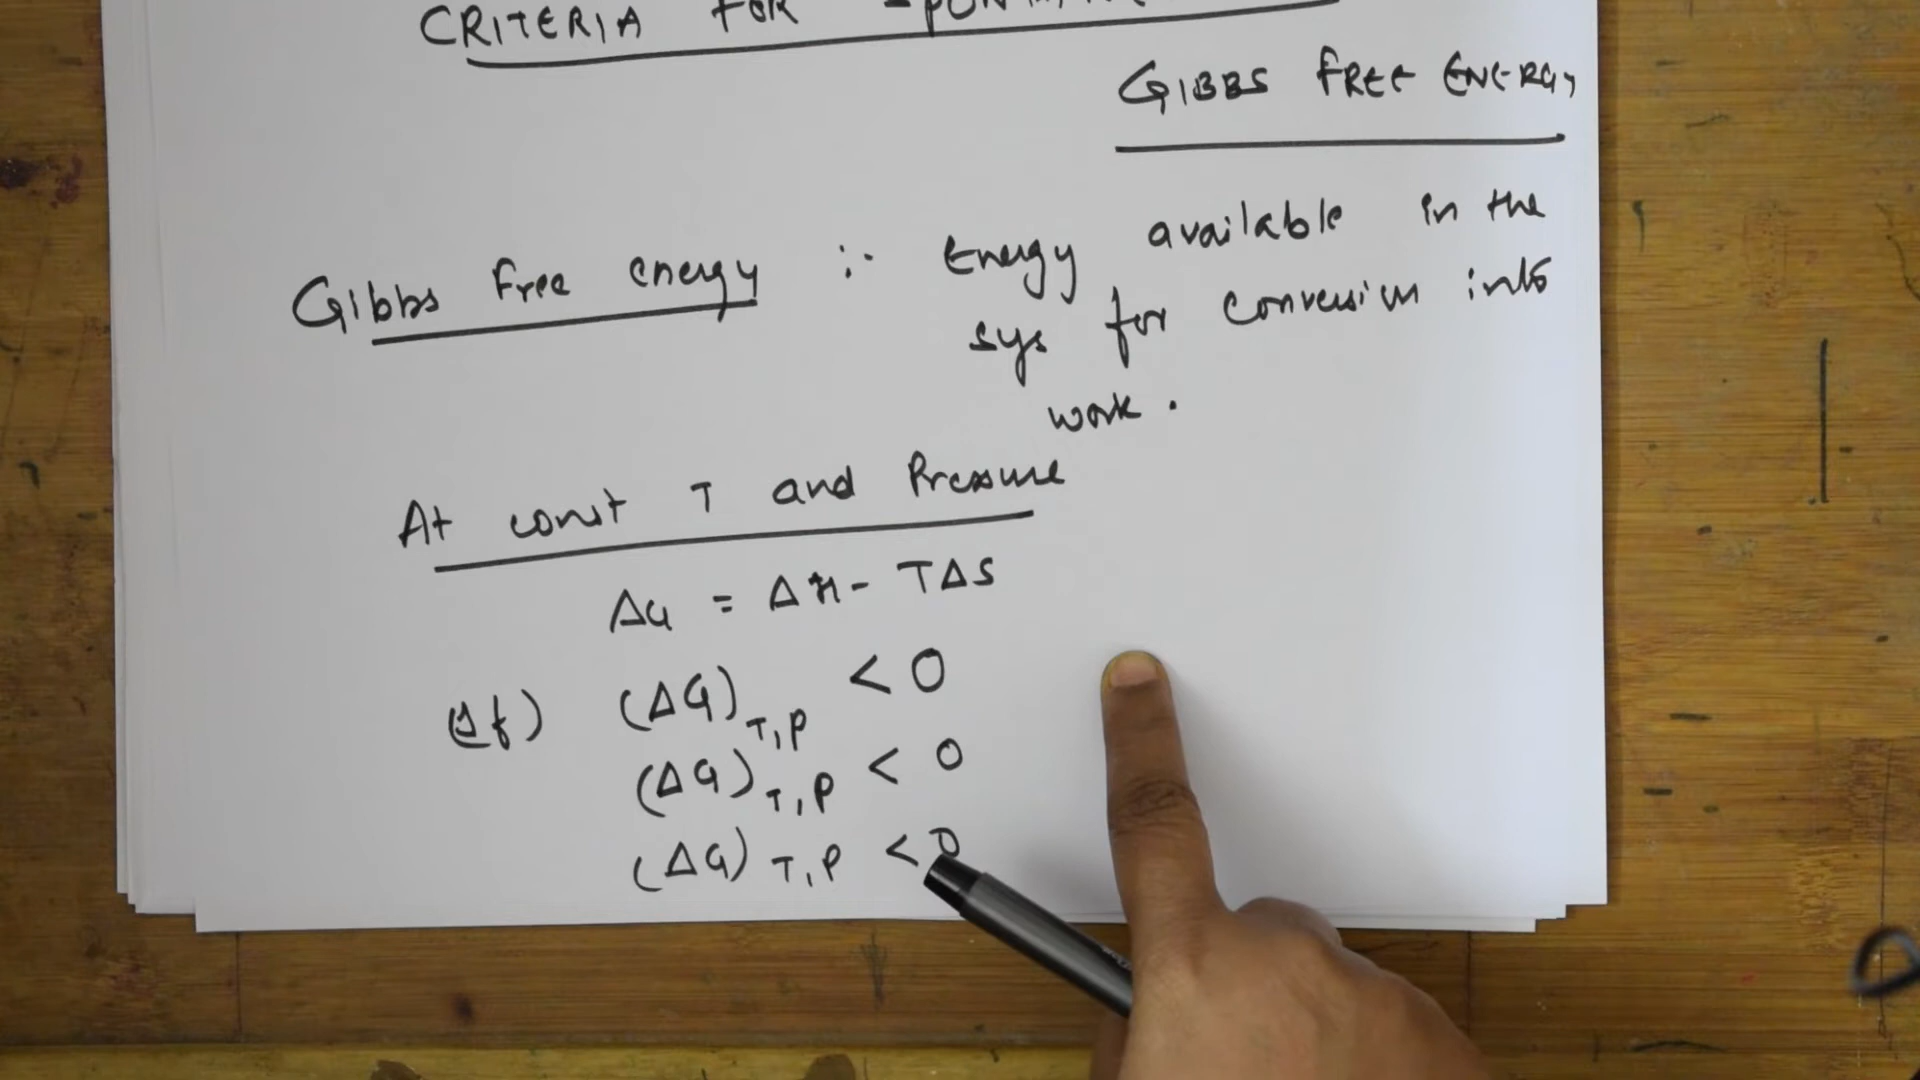 CRITERIA FOR
GIBBS FREE ENERGY
Gibbs Free energy :- Energy available in the
sys for conversion into
work.
At const T and Pressure
ΔG = ΔH - TΔS
If) (ΔG)T,P < 0
(ΔG)T,P < 0
(ΔG)T,P < 0